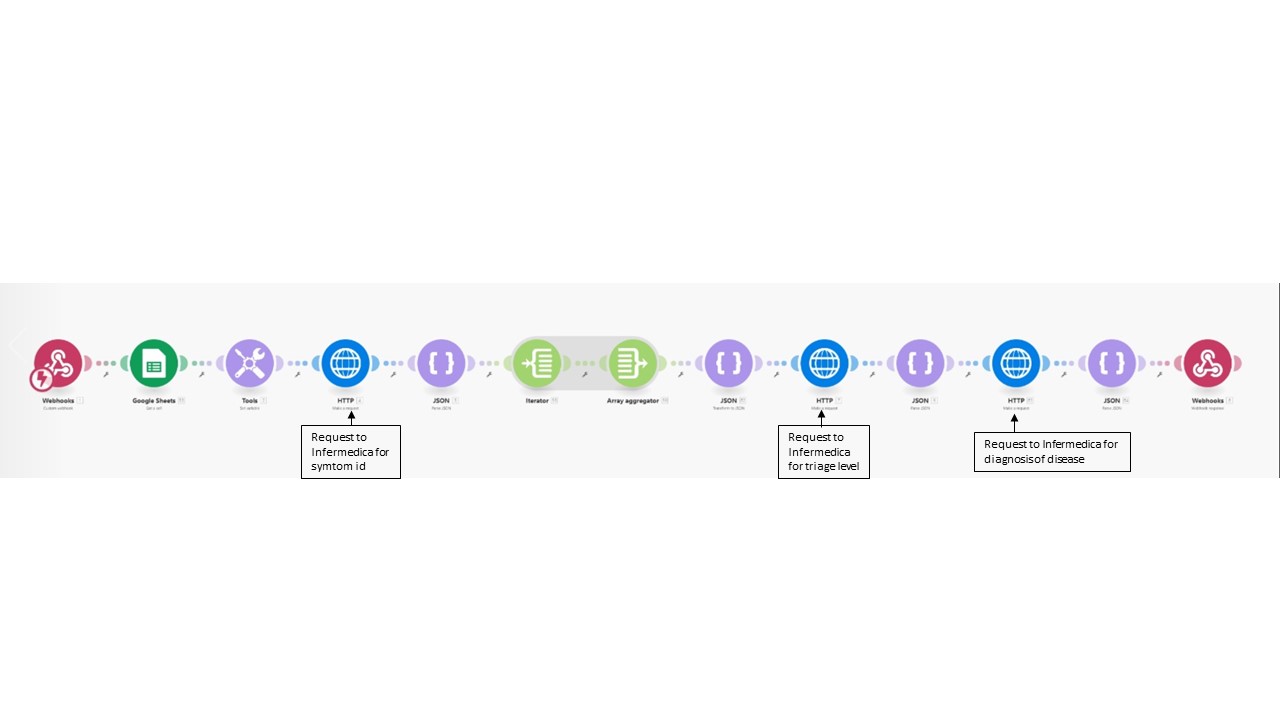 Webhooks
Custom webhook
Google Sheets
Get a cell
Tools
Set variable
HTTP
Make a request
JSON
Parse JSON
Iterator
Array aggregator
JSON
Transform to JSON
HTTP
Make a request
JSON
Parse JSON
HTTP
Make a request
JSON
Parse JSON
Webhooks
Webhook response
Request to
Infermedica for
symtom id
Request to
Infermedica
for triage level
Request to Infermedica for
diagnosis of disease